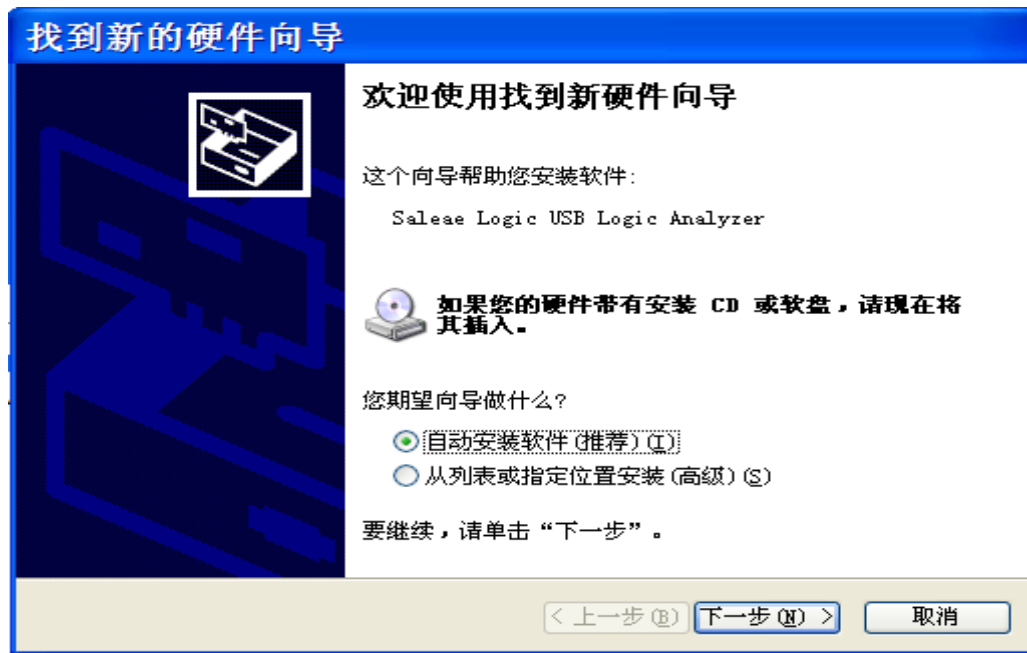 找到新的硬件向导
欢迎使用找到新硬件向导
这个向导帮助您安装软件:
Saleae Logic USB Logic Analyzer
如果您的硬件带有安装 CD 或软盘，请现在将
其插入。
您期望向导做什么?
自动安装软件(推荐)(I)
从列表或指定位置安装(高级)(S)
要继续，请单击“下一步”。
< 上一步(B) 下一步(N) > 取消